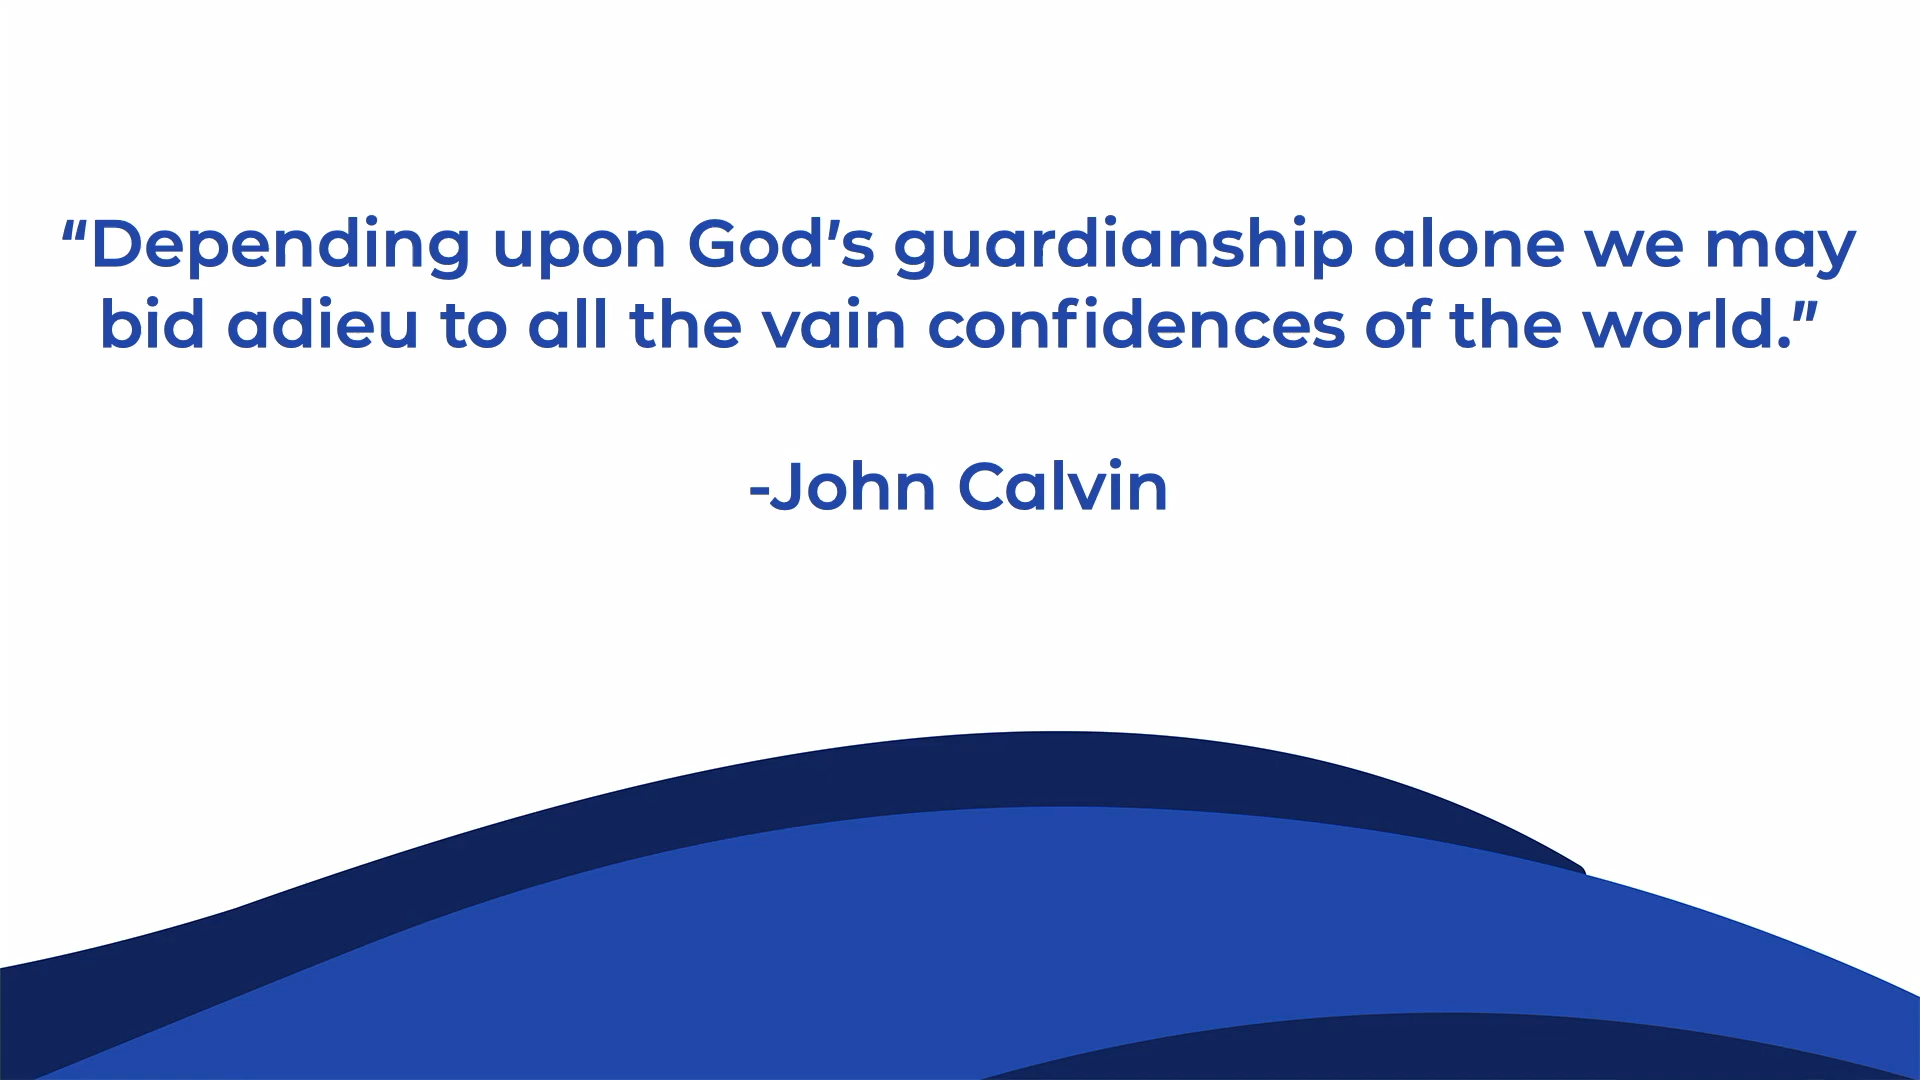 “Depending upon God’s guardianship alone we may
bid adieu to all the vain confidences of the world.”
-John Calvin